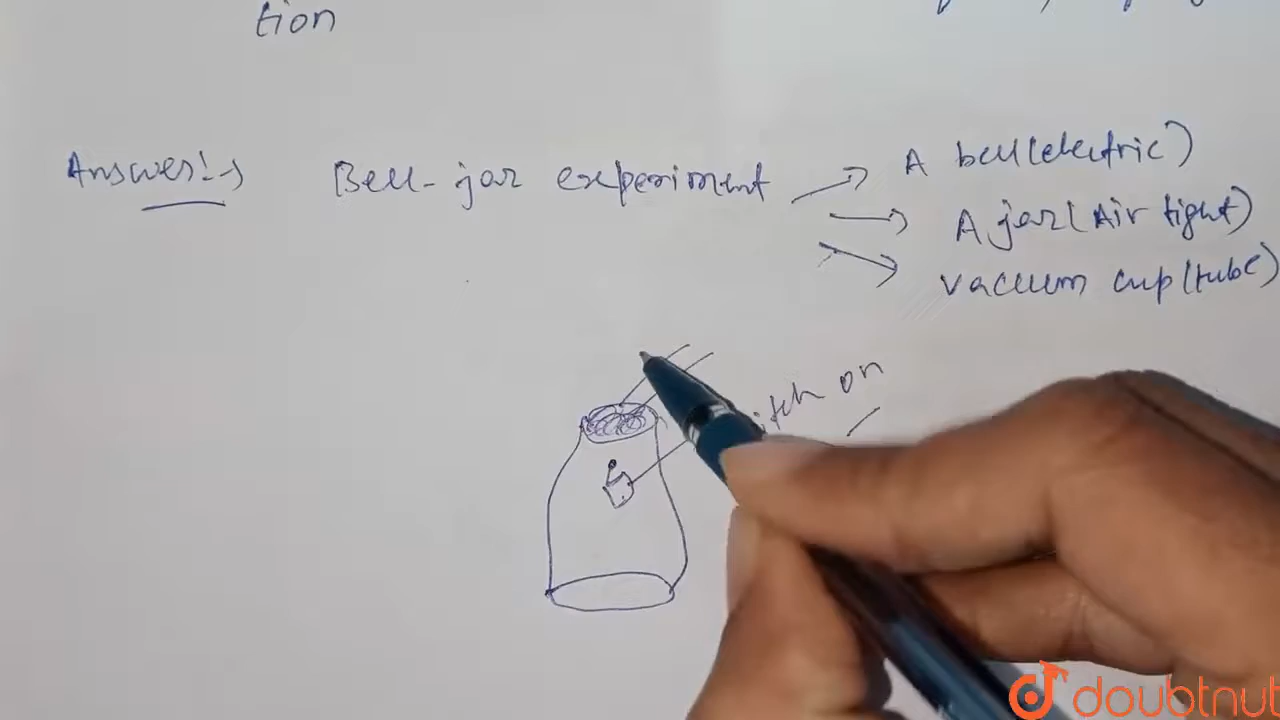 tion
Answer:→ Bell-jar experiment
A bell(electric)
A jar(Air tight)
vacuum cup(tube)
on
doubtnut